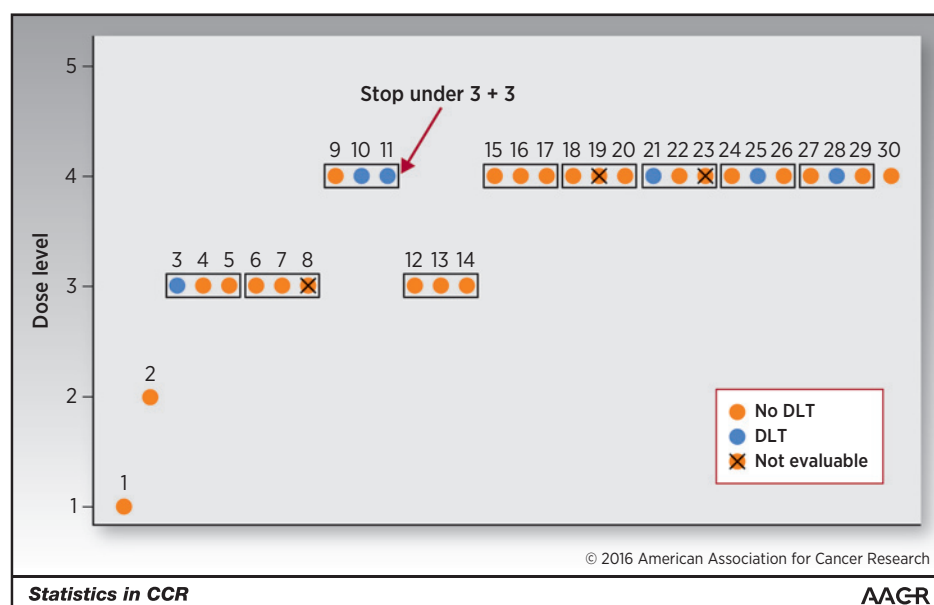 5
Stop under 3 + 3
9 10 11
15 16 17 18 19 20 21 22 23 24 25 26 27 28 29 30
4
3 4 5 6 7 8
12 13 14
3
Dose level
2
2
No DLT
DLT
Not evaluable
1
1
© 2016 American Association for Cancer Research
Statistics in CCR
AACR